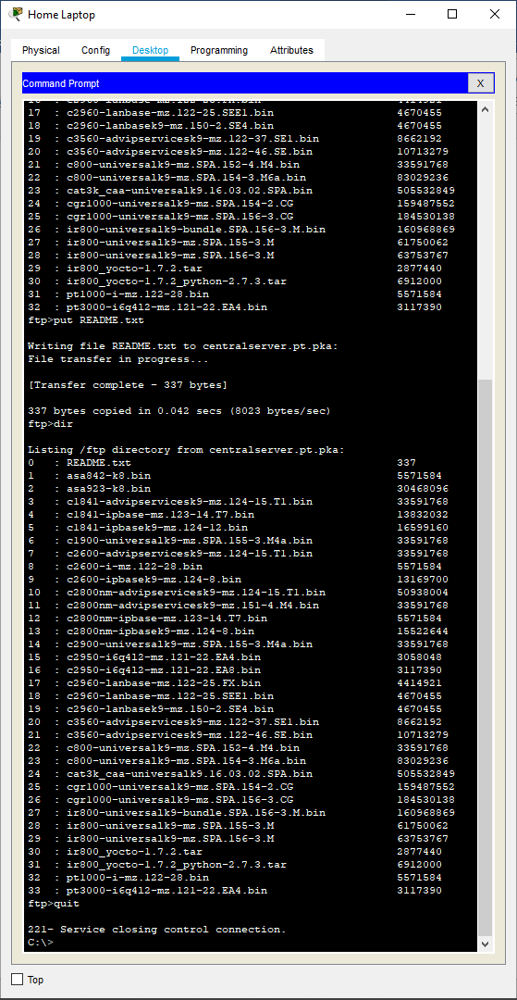 Home Laptop
Physical Config Desktop Programming Attributes
Command Prompt X
17 : c2960-lanbase-mz.122-25.SEE1.bin 4670455
18 : c2960-lanbasek9-mz.150-2.SE4.bin 4670455
19 : c3560-advipservicesk9-mz.122-37.SE1.bin 8662192
20 : c3560-advipservicesk9-mz.122-46.SE.bin 10713279
21 : c800-universalk9-mz.SPA.152-4.M4.bin 33591768
22 : c800-universalk9-mz.SPA.154-3.M6a.bin 83029236
23 : cat3k_caa-universalk9.16.03.02.SPA.bin 505532849
24 : cgr1000-universalk9-mz.SPA.154-2.CG 159487552
25 : cgr1000-universalk9-mz.SPA.156-3.CG 184530138
26 : ir800-universalk9-bundle.SPA.156-3.M.bin 160968869
27 : ir800-universalk9-mz.SPA.155-3.M 61750062
28 : ir800-universalk9-mz.SPA.156-3.M 63753767
29 : ir800_yocto-1.7.2.tar 2877440
30 : ir800_yocto-1.7.2_python-2.7.3.tar 6912000
31 : pt1000-i-mz.122-28.bin 5571584
32 : pt3000-i6q4l2-mz.121-22.EA4.bin 3117390
ftp>put README.txt
Writing file README.txt to centralserver.pt.pka:
File transfer in progress...
[Transfer complete - 337 bytes]
337 bytes copied in 0.042 secs (8023 bytes/sec)
ftp>dir
Listing /ftp directory from centralserver.pt.pka:
0 : README.txt 337
1 : asa842-k8.bin 5571584
2 : asa923-k8.bin 30468096
3 : c1841-advipservicesk9-mz.124-15.T1.bin 33591768
4 : c1841-ipbase-mz.123-14.T7.bin 13832032
5 : c1841-ipbasek9-mz.124-12.bin 16599160
6 : c1900-universalk9-mz.SPA.155-3.M4a.bin 33591768
7 : c2600-advipservicesk9-mz.124-15.T1.bin 33591768
8 : c2600-i-mz.122-28.bin 5571584
9 : c2600-ipbasek9-mz.124-8.bin 13169700
10 : c2800nm-advipservicesk9-mz.124-15.T1.bin 50938004
11 : c2800nm-advipservicesk9-mz.151-4.M4.bin 33591768
12 : c2800nm-ipbase-mz.123-14.T7.bin 5571584
13 : c2800nm-ipbasek9-mz.124-8.bin 15522644
14 : c2900-universalk9-mz.SPA.155-3.M4a.bin 33591768
15 : c2950-i6q4l2-mz.121-22.EA4.bin 3058048
16 : c2950-i6q4l2-mz.121-22.EA8.bin 3117390
17 : c2960-lanbase-mz.122-25.FX.bin 4414921
18 : c2960-lanbase-mz.122-25.SEE1.bin 4670455
19 : c2960-lanbasek9-mz.150-2.SE4.bin 4670455
20 : c3560-advipservicesk9-mz.122-37.SE1.bin 8662192
21 : c3560-advipservicesk9-mz.122-46.SE.bin 10713279
22 : c800-universalk9-mz.SPA.152-4.M4.bin 33591768
23 : c800-universalk9-mz.SPA.154-3.M6a.bin 83029236
24 : cat3k_caa-universalk9.16.03.02.SPA.bin 505532849
25 : cgr1000-universalk9-mz.SPA.154-2.CG 159487552
26 : cgr1000-universalk9-mz.SPA.156-3.CG 184530138
27 : ir800-universalk9-bundle.SPA.156-3.M.bin 160968869
28 : ir800-universalk9-mz.SPA.155-3.M 61750062
29 : ir800-universalk9-mz.SPA.156-3.M 63753767
30 : ir800_yocto-1.7.2.tar 2877440
31 : ir800_yocto-1.7.2_python-2.7.3.tar 6912000
32 : pt1000-i-mz.122-28.bin 5571584
33 : pt3000-i6q4l2-mz.121-22.EA4.bin 3117390
ftp>quit
221- Service closing control connection.
C:\>
Top